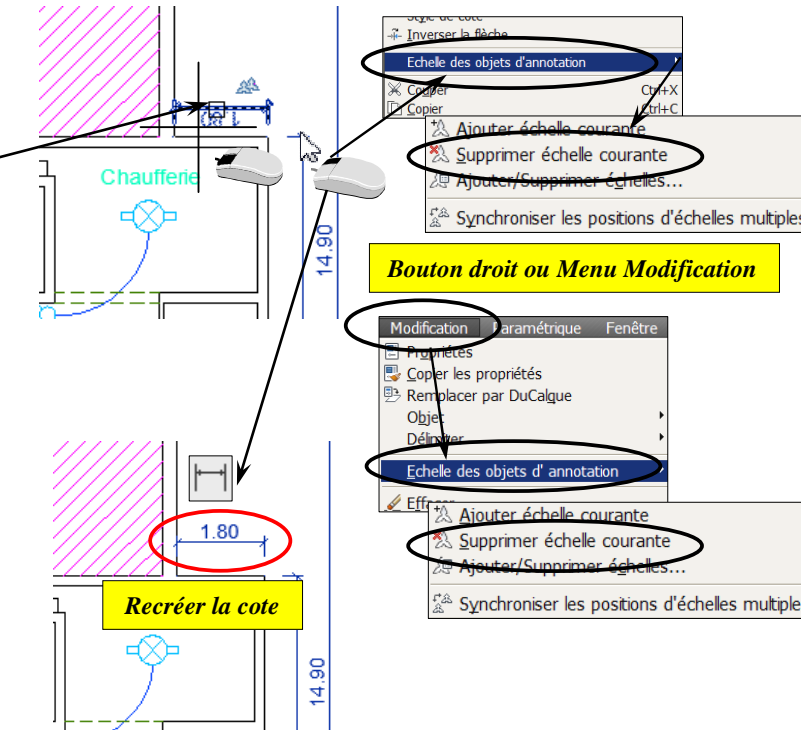 Style de cote
Inverser la flèche
Echelle des objets d'annotation
Couper Ctrl+X
Copier Ctrl+C
Ajouter échelle courante
Supprimer échelle courante
Ajouter/Supprimer échelles...
Synchroniser les positions d'échelles multiples
Chaufferie
14.90
Bouton droit ou Menu Modification
Modification Paramétrique Fenêtre
Propriétés
Copier les propriétés
Remplacer par DuCalque
Objet
Délimiter
Echelle des objets d' annotation
Effacer
Ajouter échelle courante
Supprimer échelle courante
Ajouter/Supprimer échelles...
Synchroniser les positions d'échelles multiple
1.80
Recréer la cote
14.90